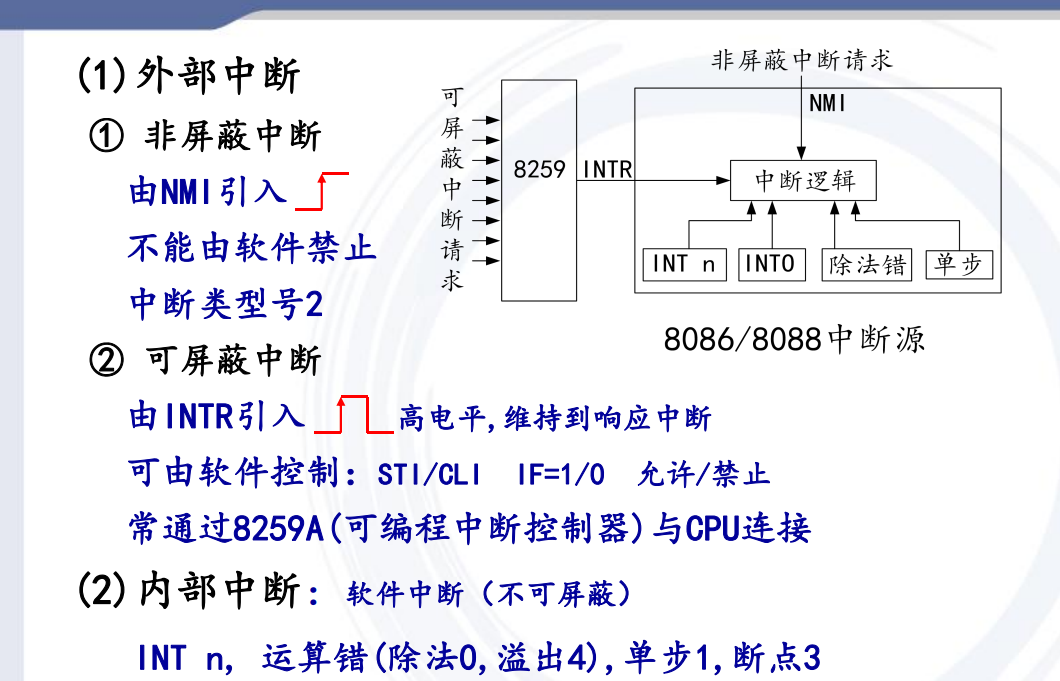 (1)外部中断
① 非屏蔽中断
由NMI引入
不能由软件禁止
中断类型号2
② 可屏蔽中断
由INTR引入 高电平,维持到响应中断
可由软件控制：STI/CLI IF=1/0 允许/禁止
常通过8259A(可编程中断控制器)与CPU连接
(2)内部中断：软件中断（不可屏蔽）
INT n, 运算错(除法0,溢出4),单步1,断点3
非屏蔽中断请求
NMI
可屏蔽中断请求
8259
INTR
中断逻辑
INT n
INTO
除法错
单步
8086/8088中断源